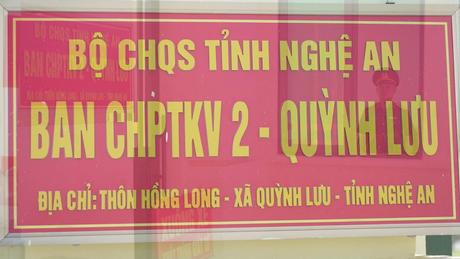 BỘ CHQS TỈNH NGHỆ AN
BAN CHPTKV 2 - QUỲNH LƯU
ĐỊA CHỈ: THÔN HỒNG LONG - XÃ QUỲNH LƯU - TỈNH NGHỆ AN